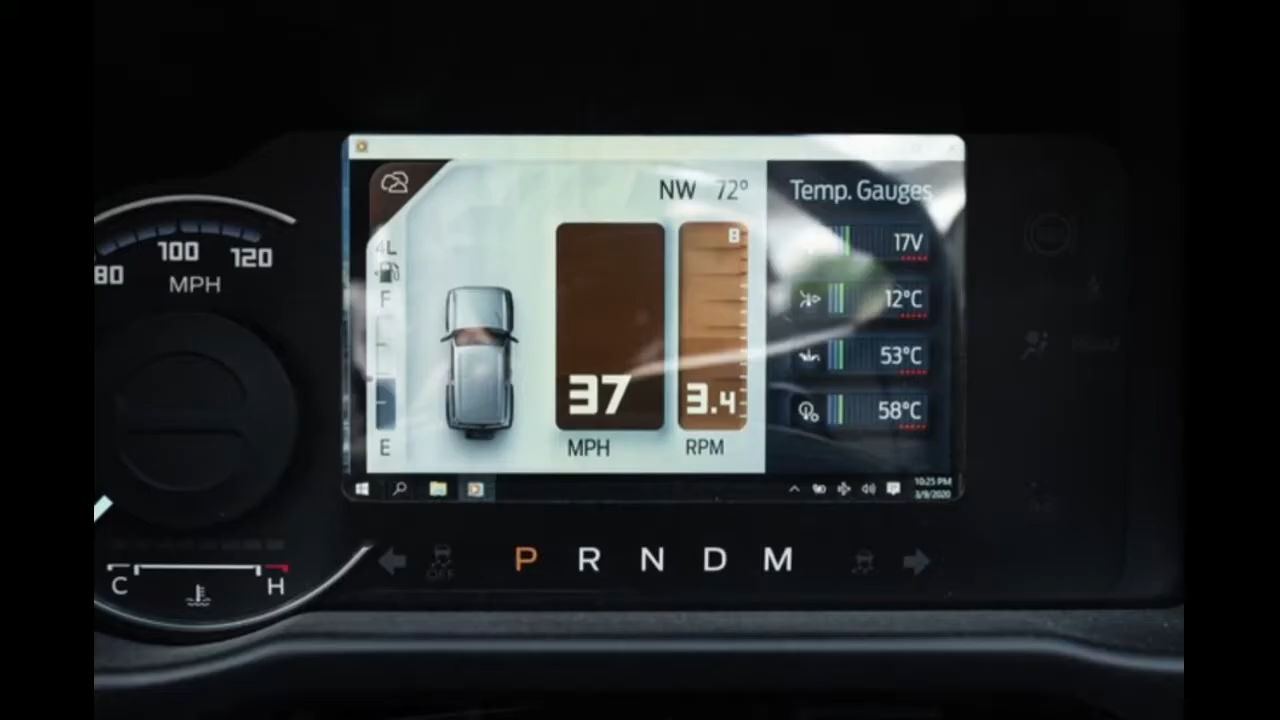 NW 72°
Temp. Gauges
4L
8
17V
100
80
120
MPH
F
12°C
53°C
37
3.4
58°C
E
MPH
RPM
10:25 PM
3/9/2020
P R N D M
OFF
C
H